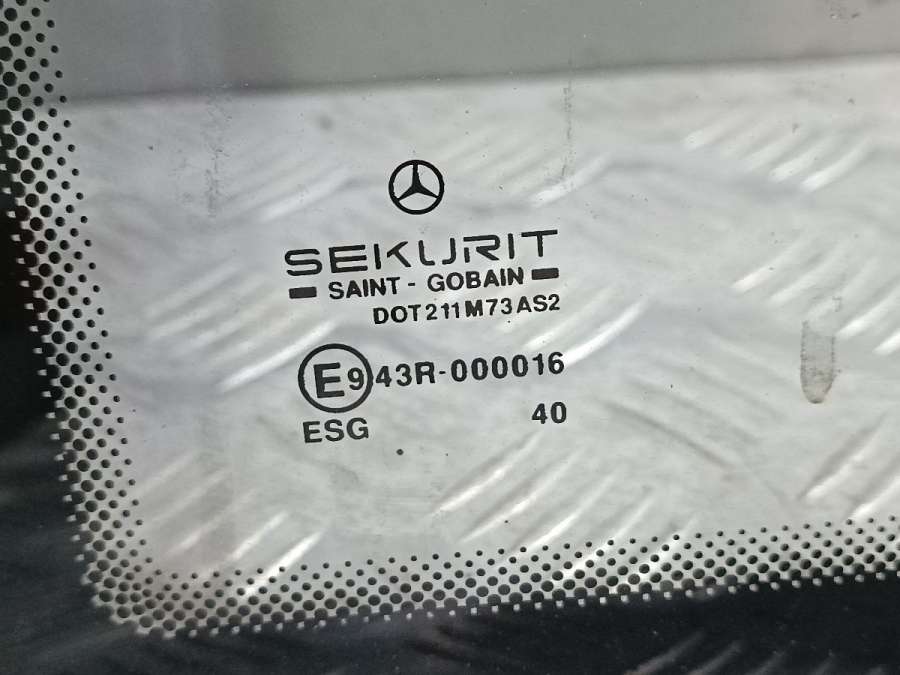 SEKURIT
SAINT - GOBAIN
DOT 211 M73 AS2
E9 43R-000016
ESG 40